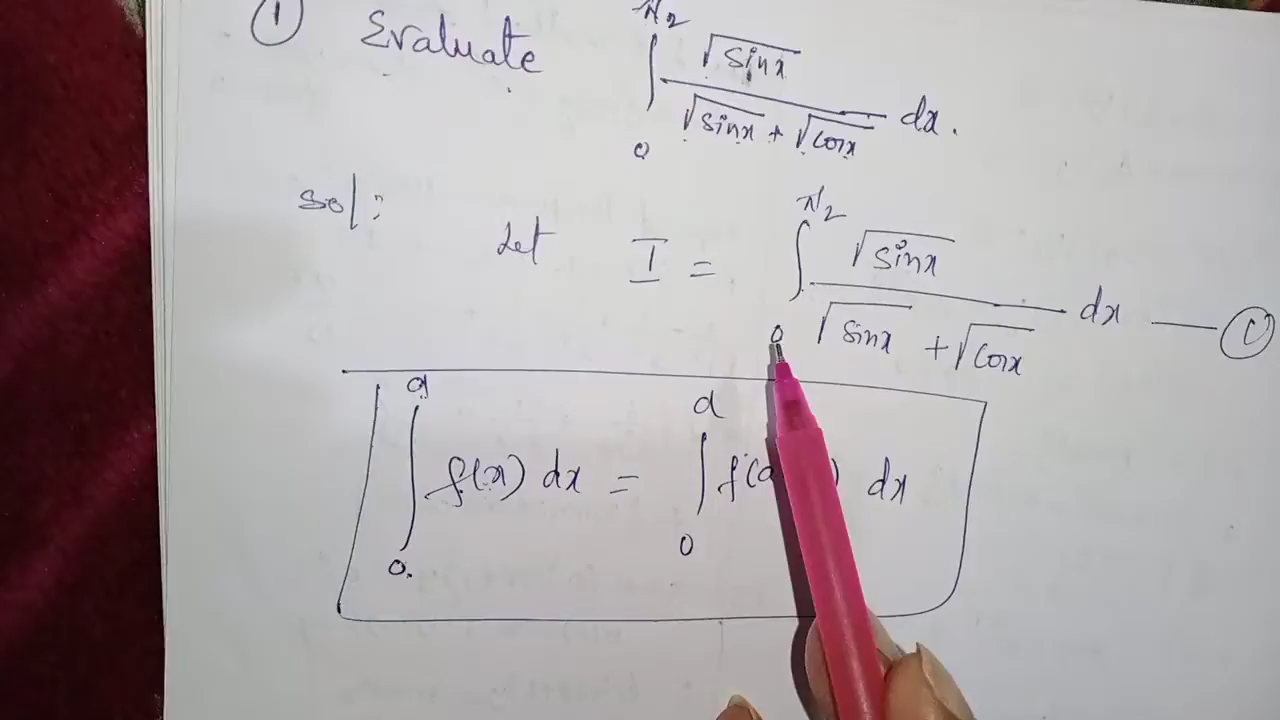 ① Evaluate ∫₀^π/2 √sinx / (√sinx + √cosx) dx.
Sol: Let I = ∫₀^π/2 √sinx / (√sinx + √cosx) dx — ①
∫₀^a f(x) dx = ∫₀^a f(a ) dx